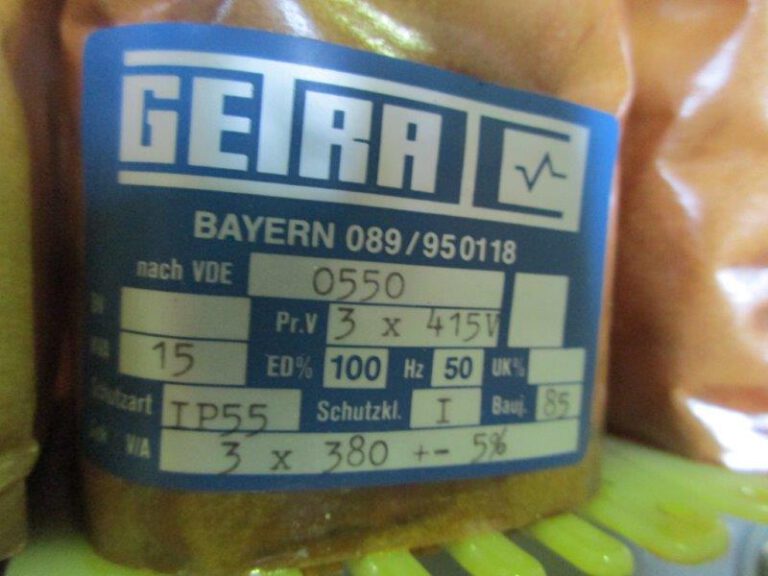 GETRA
BAYERN 089/950118
nach VDE 0550
Pr.V 3 x 415V
15 ED% 100 Hz 50 UK%
Schutzart IP55 Schutzkl. I Bauj. 85
V/A 3 x 380 +- 5%